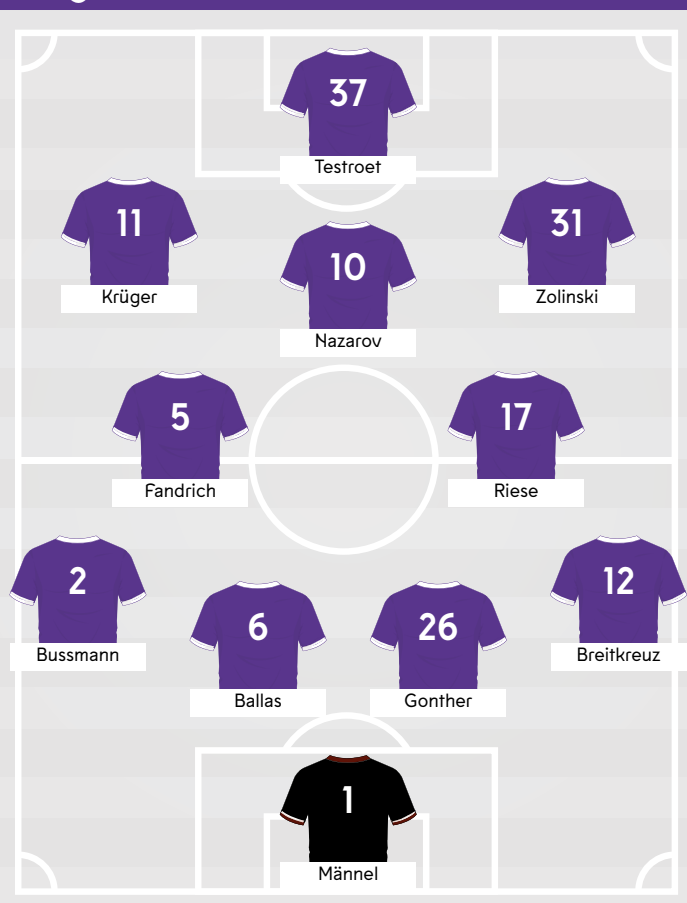 37
Testroet
11
Krüger
10
Nazarov
31
Zolinski
5
Fandrich
17
Riese
2
Bussmann
6
Ballas
26
Gonther
12
Breitkreuz
1
Männel